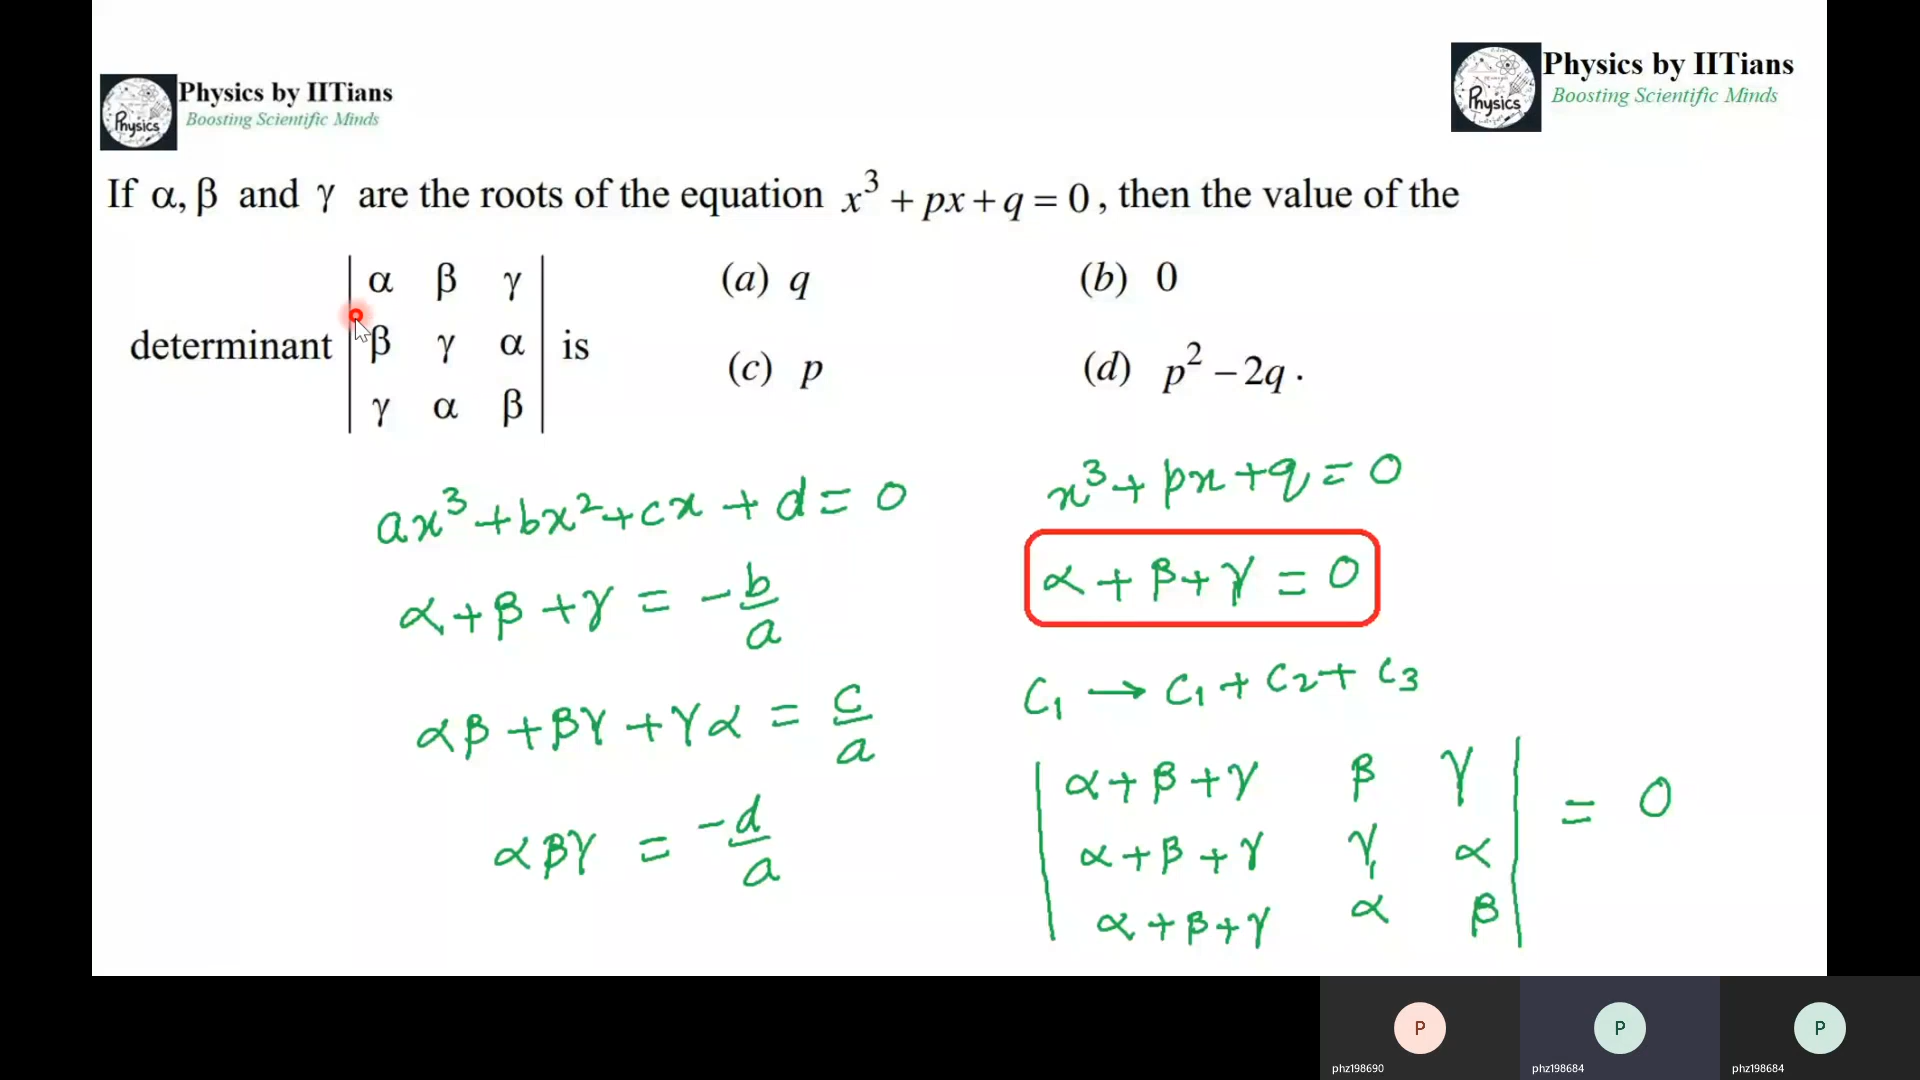 Physics by IITians
Boosting Scientific Minds
Physics
Physics by IITians
Boosting Scientific Minds
Physics
If α, β and γ are the roots of the equation x³ + px + q = 0, then the value of the
determinant | α β γ | is
| β γ α |
| γ α β |
(a) q
(b) 0
(c) p
(d) p² − 2q .
ax³ + bx² + cx + d = 0
α + β + γ = −b/a
αβ + βγ + γα = c/a
αβγ = −d/a
x³ + px + q = 0
α + β + γ = 0
C₁ → C₁ + C₂ + C₃
| α+β+γ β γ |
| α+β+γ γ α | = 0
| α+β+γ α β |
P
P
P
phz198690
phz198684
phz198684